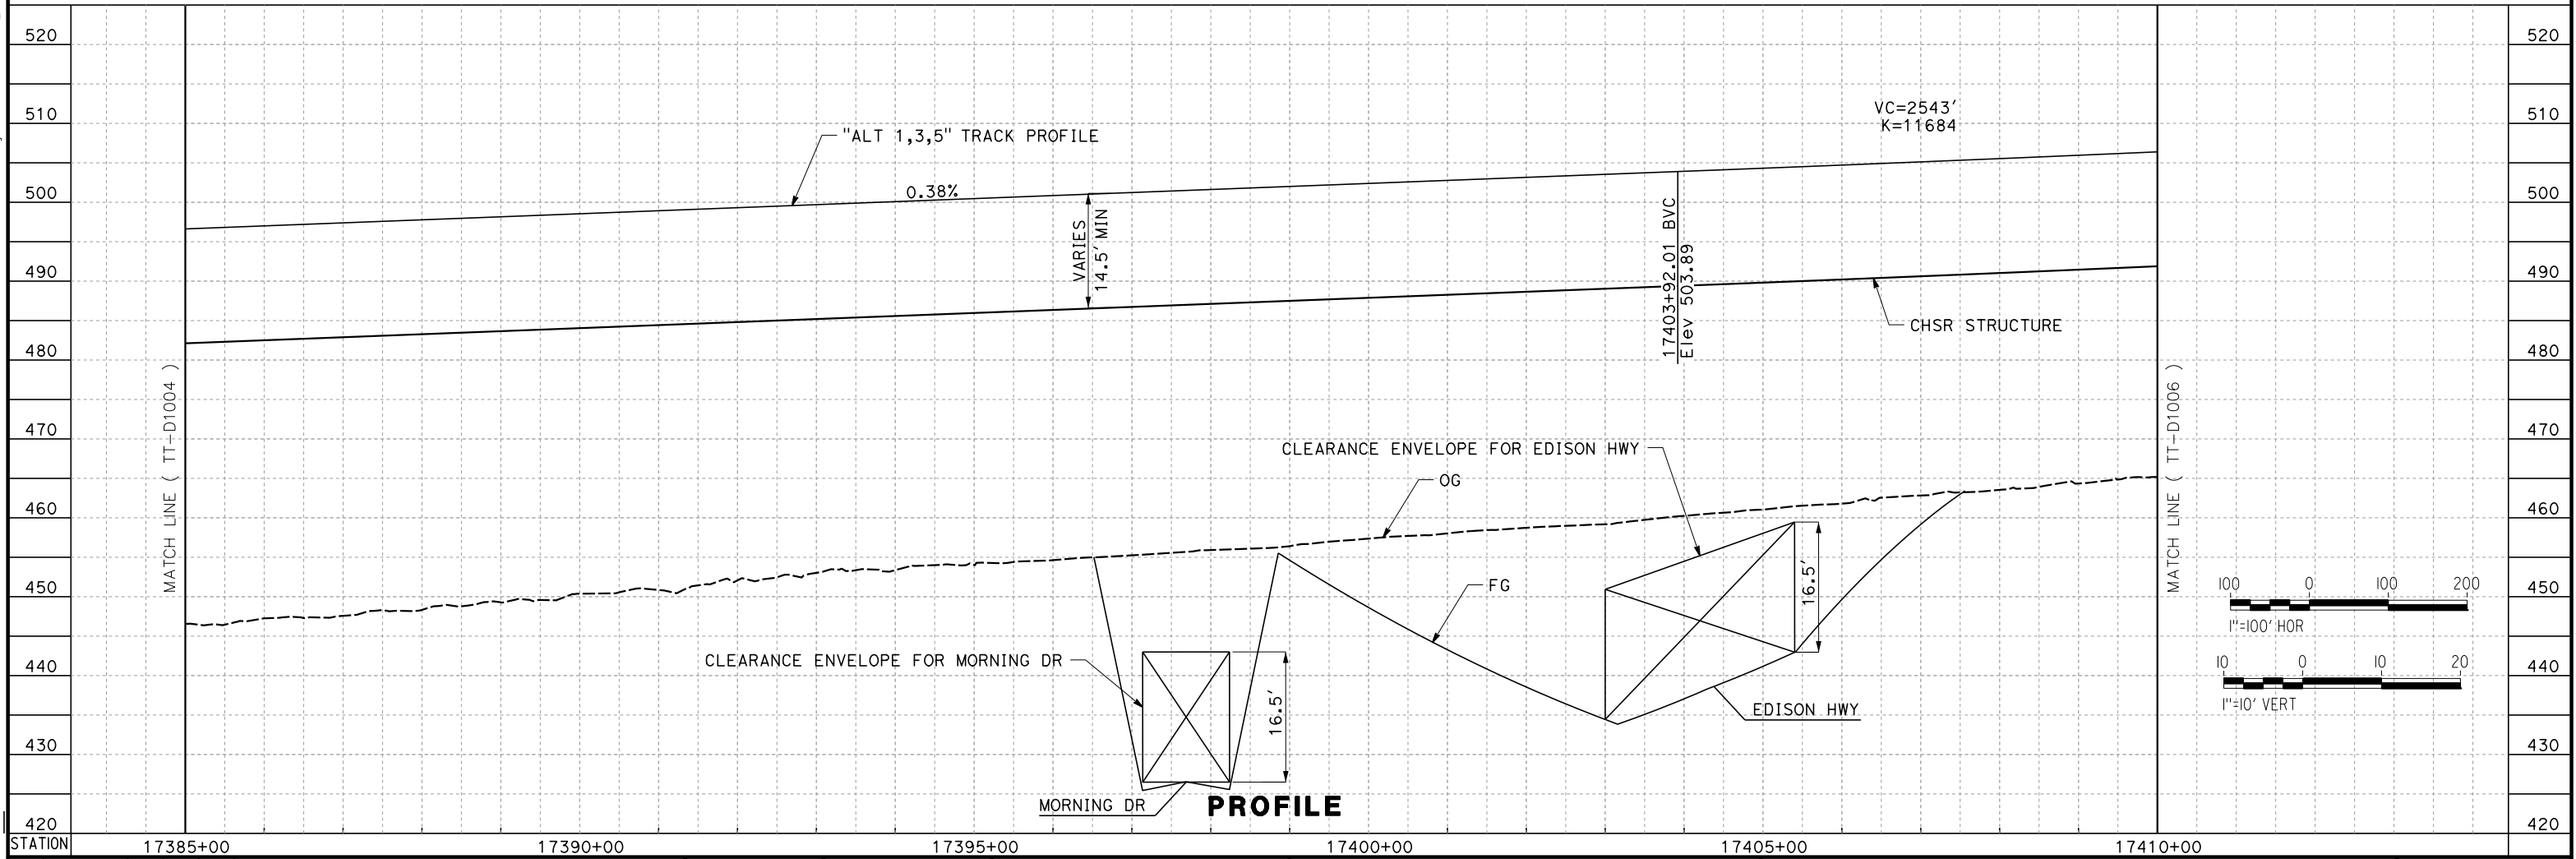 520
510
500
490
480
470
460
450
440
430
420
STATION
MATCH LINE ( TT-D1004 )
"ALT 1,3,5" TRACK PROFILE
0.38%
VARIES
14.5' MIN
VC=2543'
K=11684
17403+92.01 BVC
Elev 503.89
CHSR STRUCTURE
CLEARANCE ENVELOPE FOR EDISON HWY
OG
FG
16.5'
CLEARANCE ENVELOPE FOR MORNING DR
16.5'
EDISON HWY
MORNING DR
PROFILE
MATCH LINE ( TT-D1006 )
100 0 100 200
1"=100' HOR
10 0 10 20
1"=10' VERT
520
510
500
490
480
470
460
450
440
430
420
17385+00 17390+00 17395+00 17400+00 17405+00 17410+00